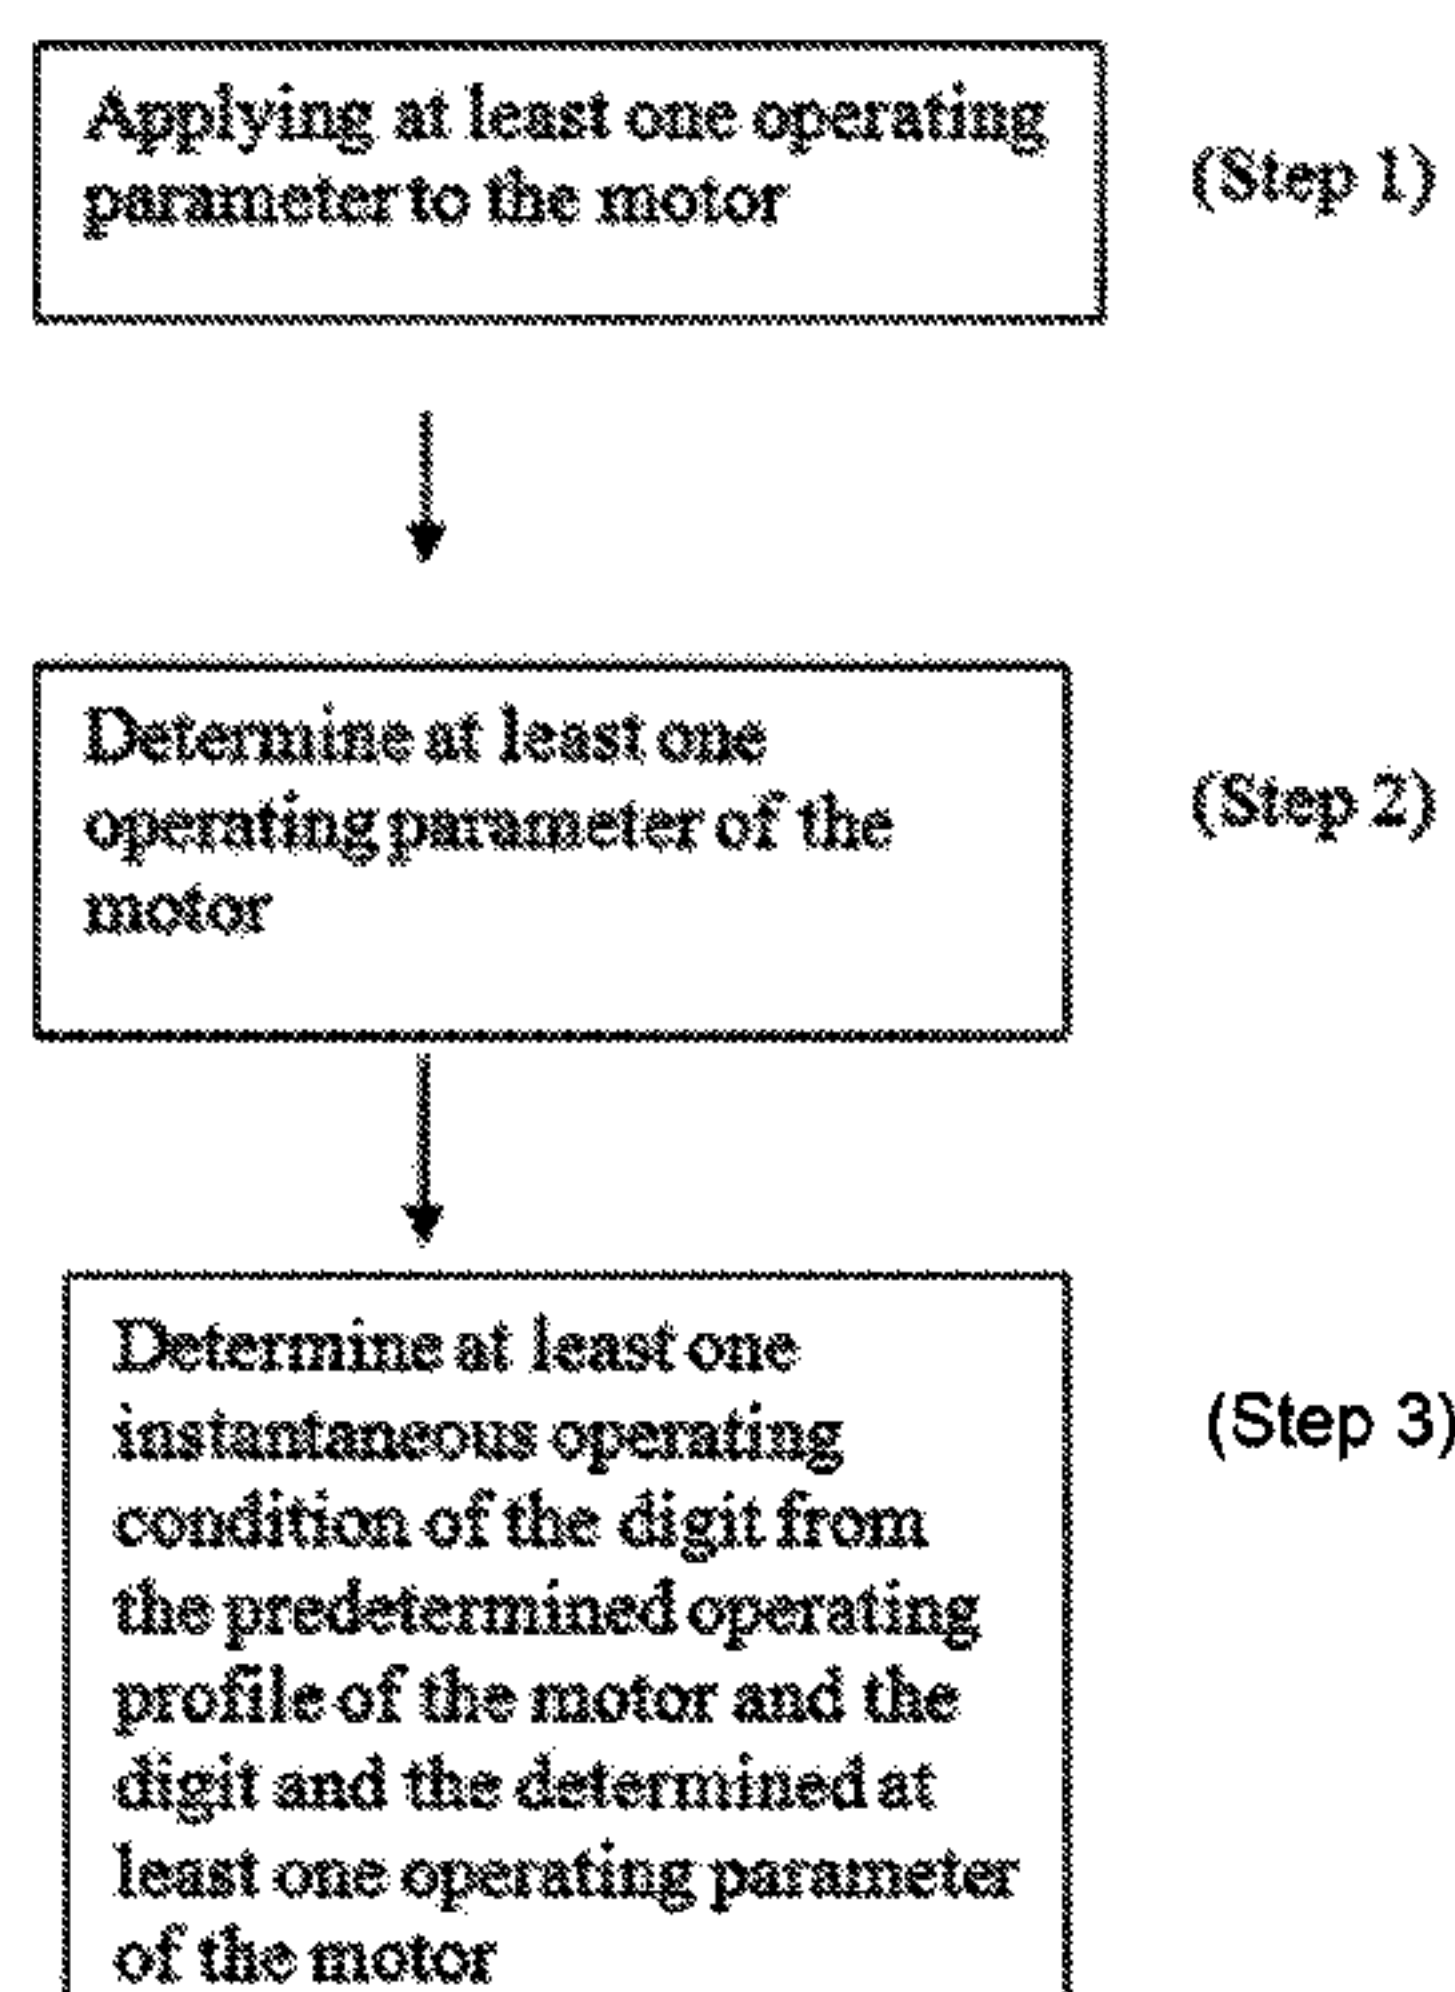 Applying at least one operating
parameter to the motor
(Step 1)
Determine at least one
operating parameter of the
motor
(Step 2)
Determine at least one
instantaneous operating
condition of the digit from
the predetermined operating
profile of the motor and the
digit and the determined at
least one operating parameter
of the motor
(Step 3)